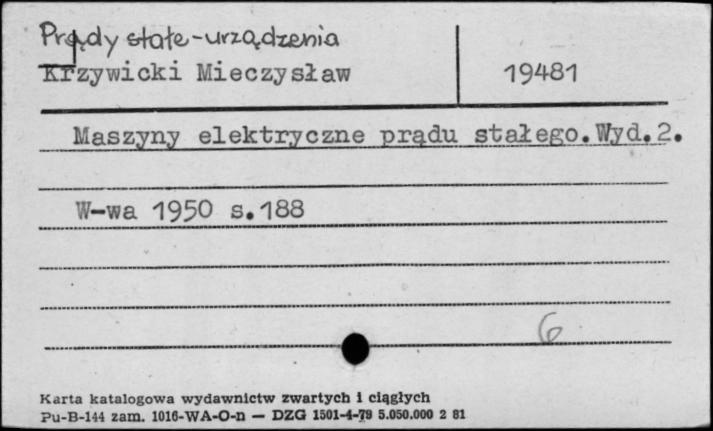 Prądy stałe - urządzenia
Krzywicki Mieczysław 19481
Maszyny elektryczne prądu stałego. Wyd. 2.
W-wa 1950 s. 188
6
Karta katalogowa wydawnictw zwartych i ciągłych
Pu-B-144 zam. 1016-WA-O-n — DZG 1501-4-79 5.050.000 2 81